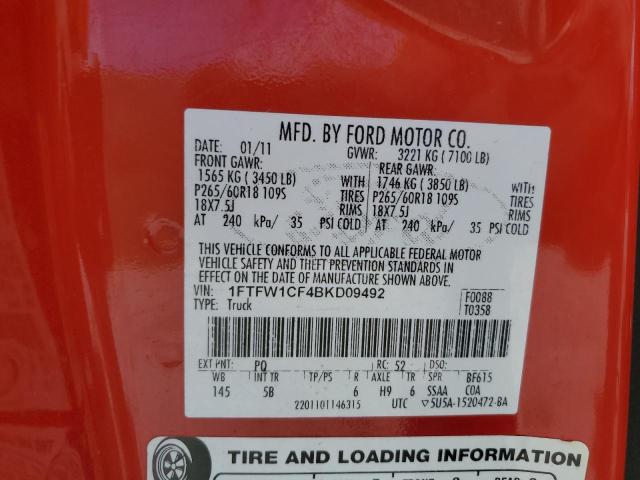 MFD. BY FORD MOTOR CO.
DATE: 01/11 GVWR: 3221 KG ( 7100 LB)
FRONT GAWR: REAR GAWR:
1565 KG ( 3450 LB) WITH 1746 KG ( 3850 LB) WITH
P265/60R18 109S TIRES P265/60R18 109S TIRES
18X7.5J RIMS 18X7.5J RIMS
AT 240 kPa/ 35 PSI COLD AT 240 kPa/ 35 PSI COLD
THIS VEHICLE CONFORMS TO ALL APPLICABLE FEDERAL MOTOR
VEHICLE SAFETY AND THEFT PREVENTION STANDARDS IN
EFFECT ON THE DATE OF MANUFACTURE SHOWN ABOVE.
VIN: 1FTFW1CF4BKD09492 F0088
TYPE: Truck T0358
EXT PNT: PQ RC: 52 DSO:
WB INT TR TP/PS R AXLE TR SPR BF615
145 5B 6 H9 6 SSAA COA
2201101146315 UTC ▽5U5A-1520472-BA
TIRE AND LOADING INFORMATION